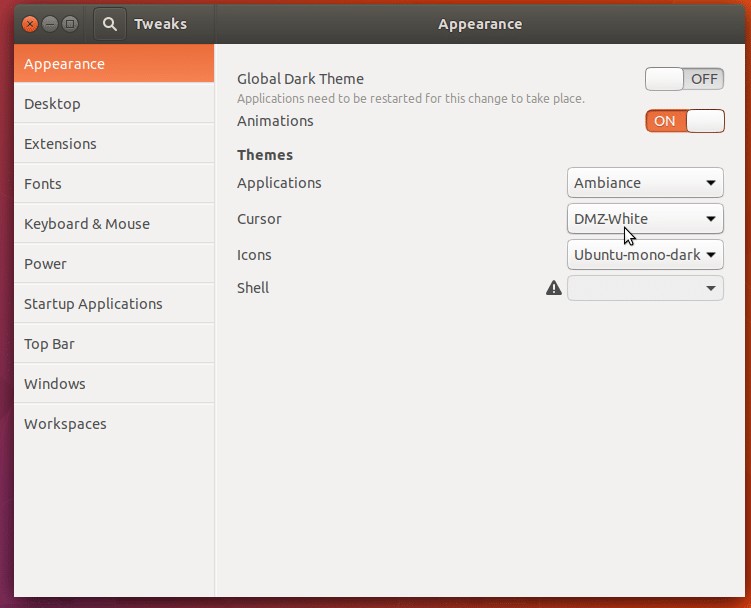 Tweaks
Appearance
Appearance
Desktop
Extensions
Fonts
Keyboard & Mouse
Power
Startup Applications
Top Bar
Windows
Workspaces
Global Dark Theme OFF
Applications need to be restarted for this change to take place.
Animations ON
Themes
Applications Ambiance
Cursor DMZ-White
Icons Ubuntu-mono-dark
Shell